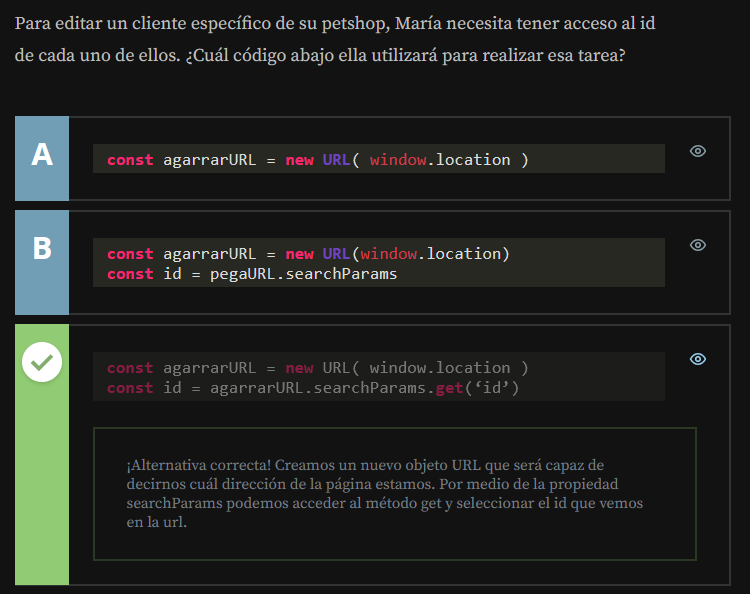 Para editar un cliente específico de su petshop, María necesita tener acceso al id
de cada uno de ellos. ¿Cuál código abajo ella utilizará para realizar esa tarea?
A
const agarrarURL = new URL( window.location )
B
const agarrarURL = new URL(window.location)
const id = pegaURL.searchParams
const agarrarURL = new URL( window.location )
const id = agarrarURL.searchParams.get(‘id’)
¡Alternativa correcta! Creamos un nuevo objeto URL que será capaz de
decirnos cuál dirección de la página estamos. Por medio de la propiedad
searchParams podemos acceder al método get y seleccionar el id que vemos
en la url.